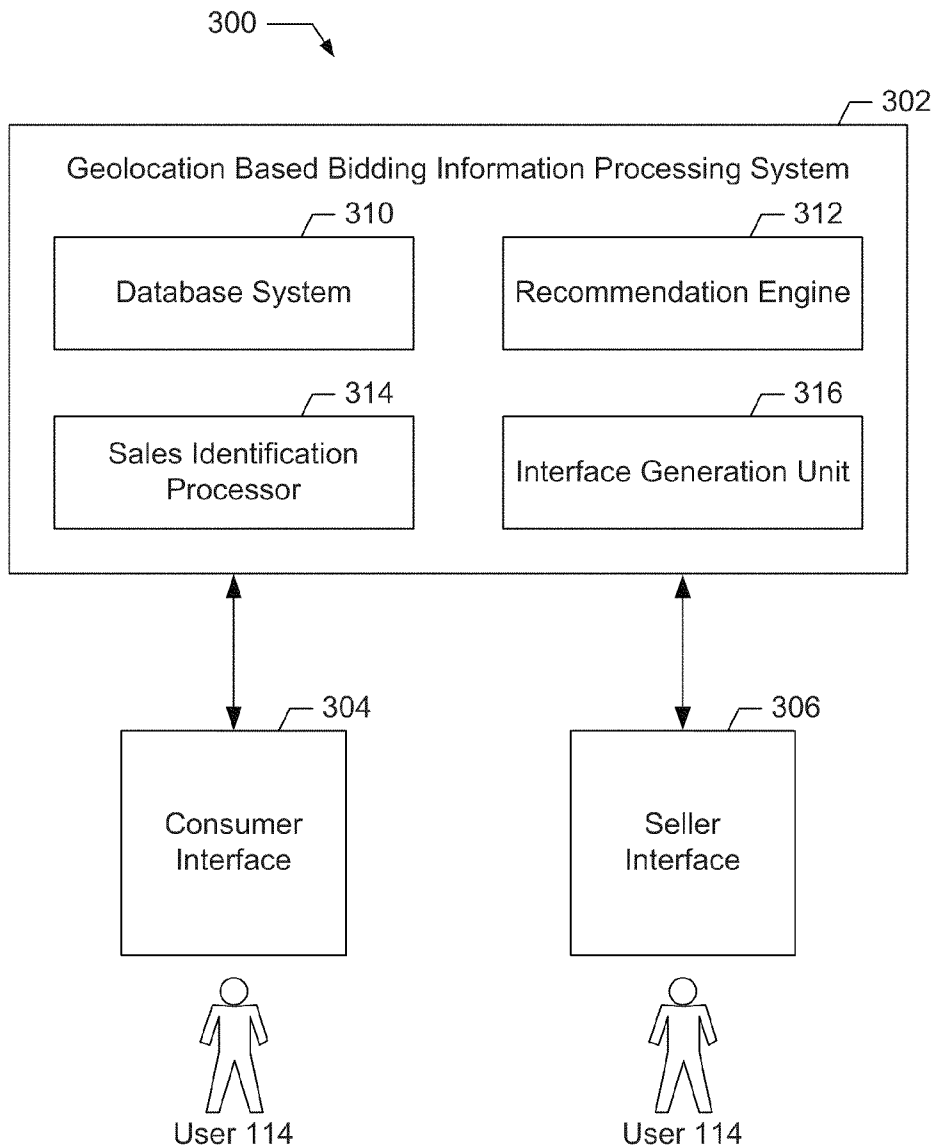 300
302
Geolocation Based Bidding Information Processing System
310
312
Database System
Recommendation Engine
314
316
Sales Identification
Processor
Interface Generation Unit
304
306
Consumer
Interface
Seller
Interface
User 114
User 114